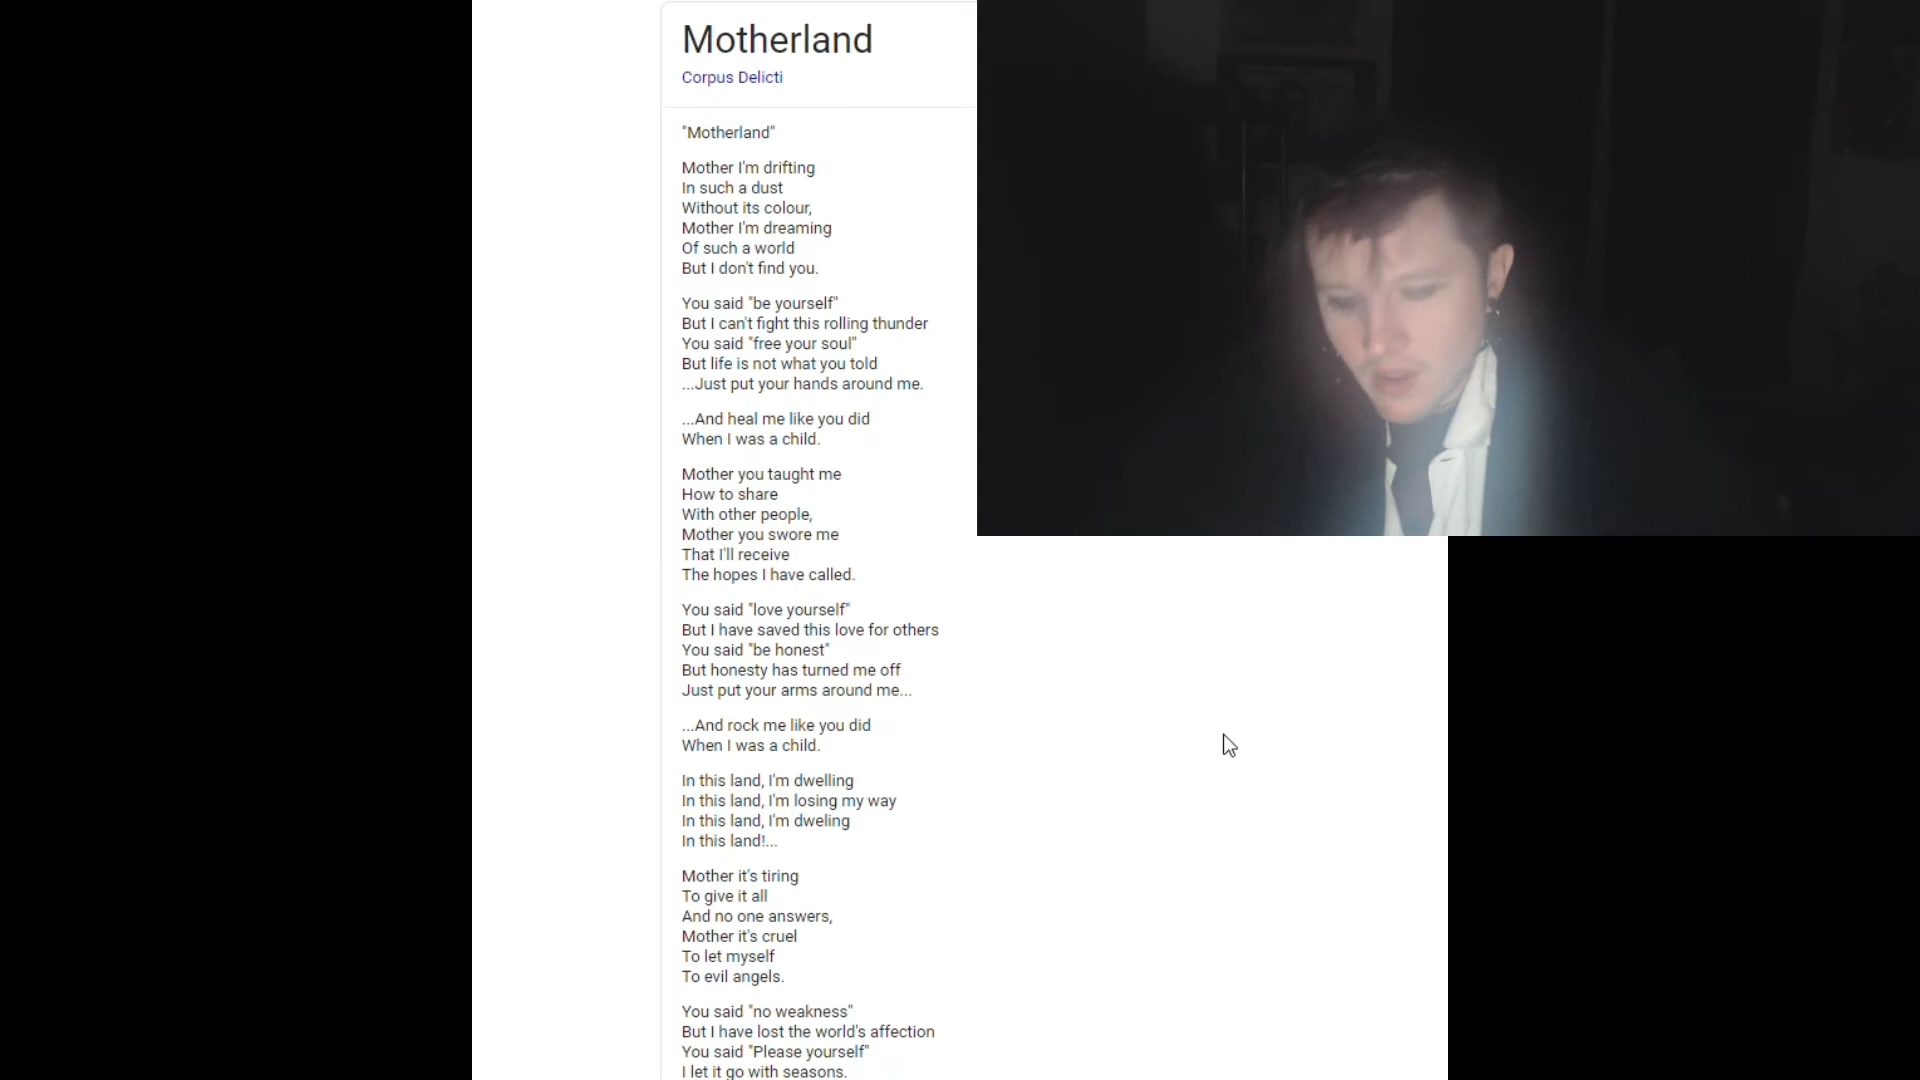 Motherland
Corpus Delicti
"Motherland"
Mother I'm drifting
In such a dust
Without its colour,
Mother I'm dreaming
Of such a world
But I don't find you.
You said "be yourself"
But I can't fight this rolling thunder
You said "free your soul"
But life is not what you told
...Just put your hands around me.
...And heal me like you did
When I was a child.
Mother you taught me
How to share
With other people,
Mother you swore me
That I'll receive
The hopes I have called.
You said "love yourself"
But I have saved this love for others
You said "be honest"
But honesty has turned me off
Just put your arms around me...
...And rock me like you did
When I was a child.
In this land, I'm dwelling
In this land, I'm losing my way
In this land, I'm dweling
In this land!...
Mother it's tiring
To give it all
And no one answers,
Mother it's cruel
To let myself
To evil angels.
You said "no weakness"
But I have lost the world's affection
You said "Please yourself"
I let it go with seasons.